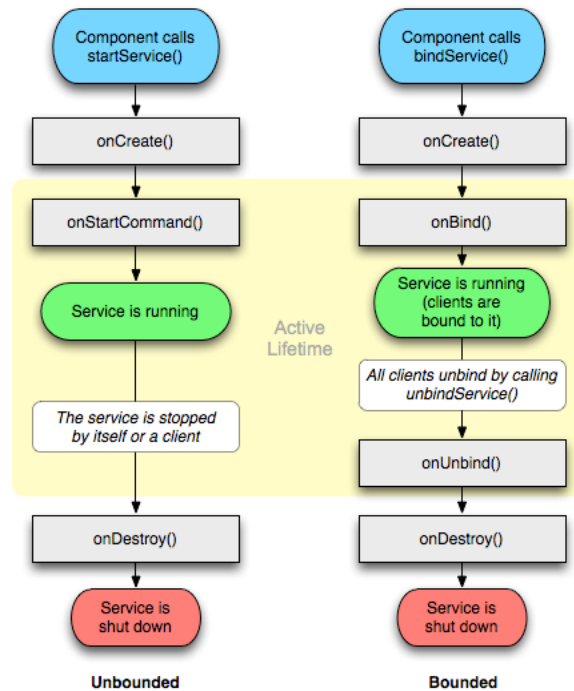 Component calls
startService()
onCreate()
onStartCommand()
Service is running
The service is stopped
by itself or a client
onDestroy()
Service is
shut down
Unbounded
Active
Lifetime
Component calls
bindService()
onCreate()
onBind()
Service is running
(clients are
bound to it)
All clients unbind by calling
unbindService()
onUnbind()
onDestroy()
Service is
shut down
Bounded